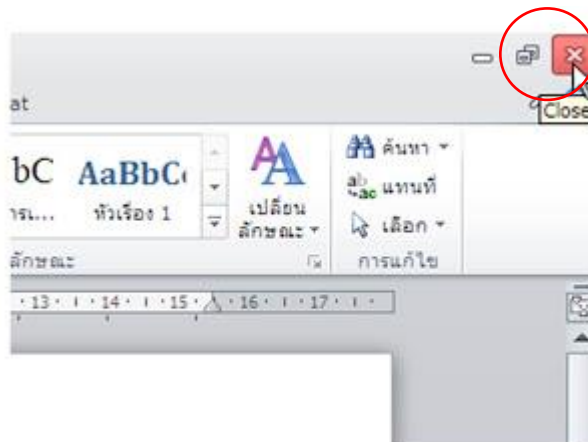 at
Close
bC AaBbCc
ค้นหา
แทนที่
เลือก
เปลี่ยน
ลักษณะ
หัวเรื่อง 1
ลักษณะ
การแก้ไข
13 14 15 16 17